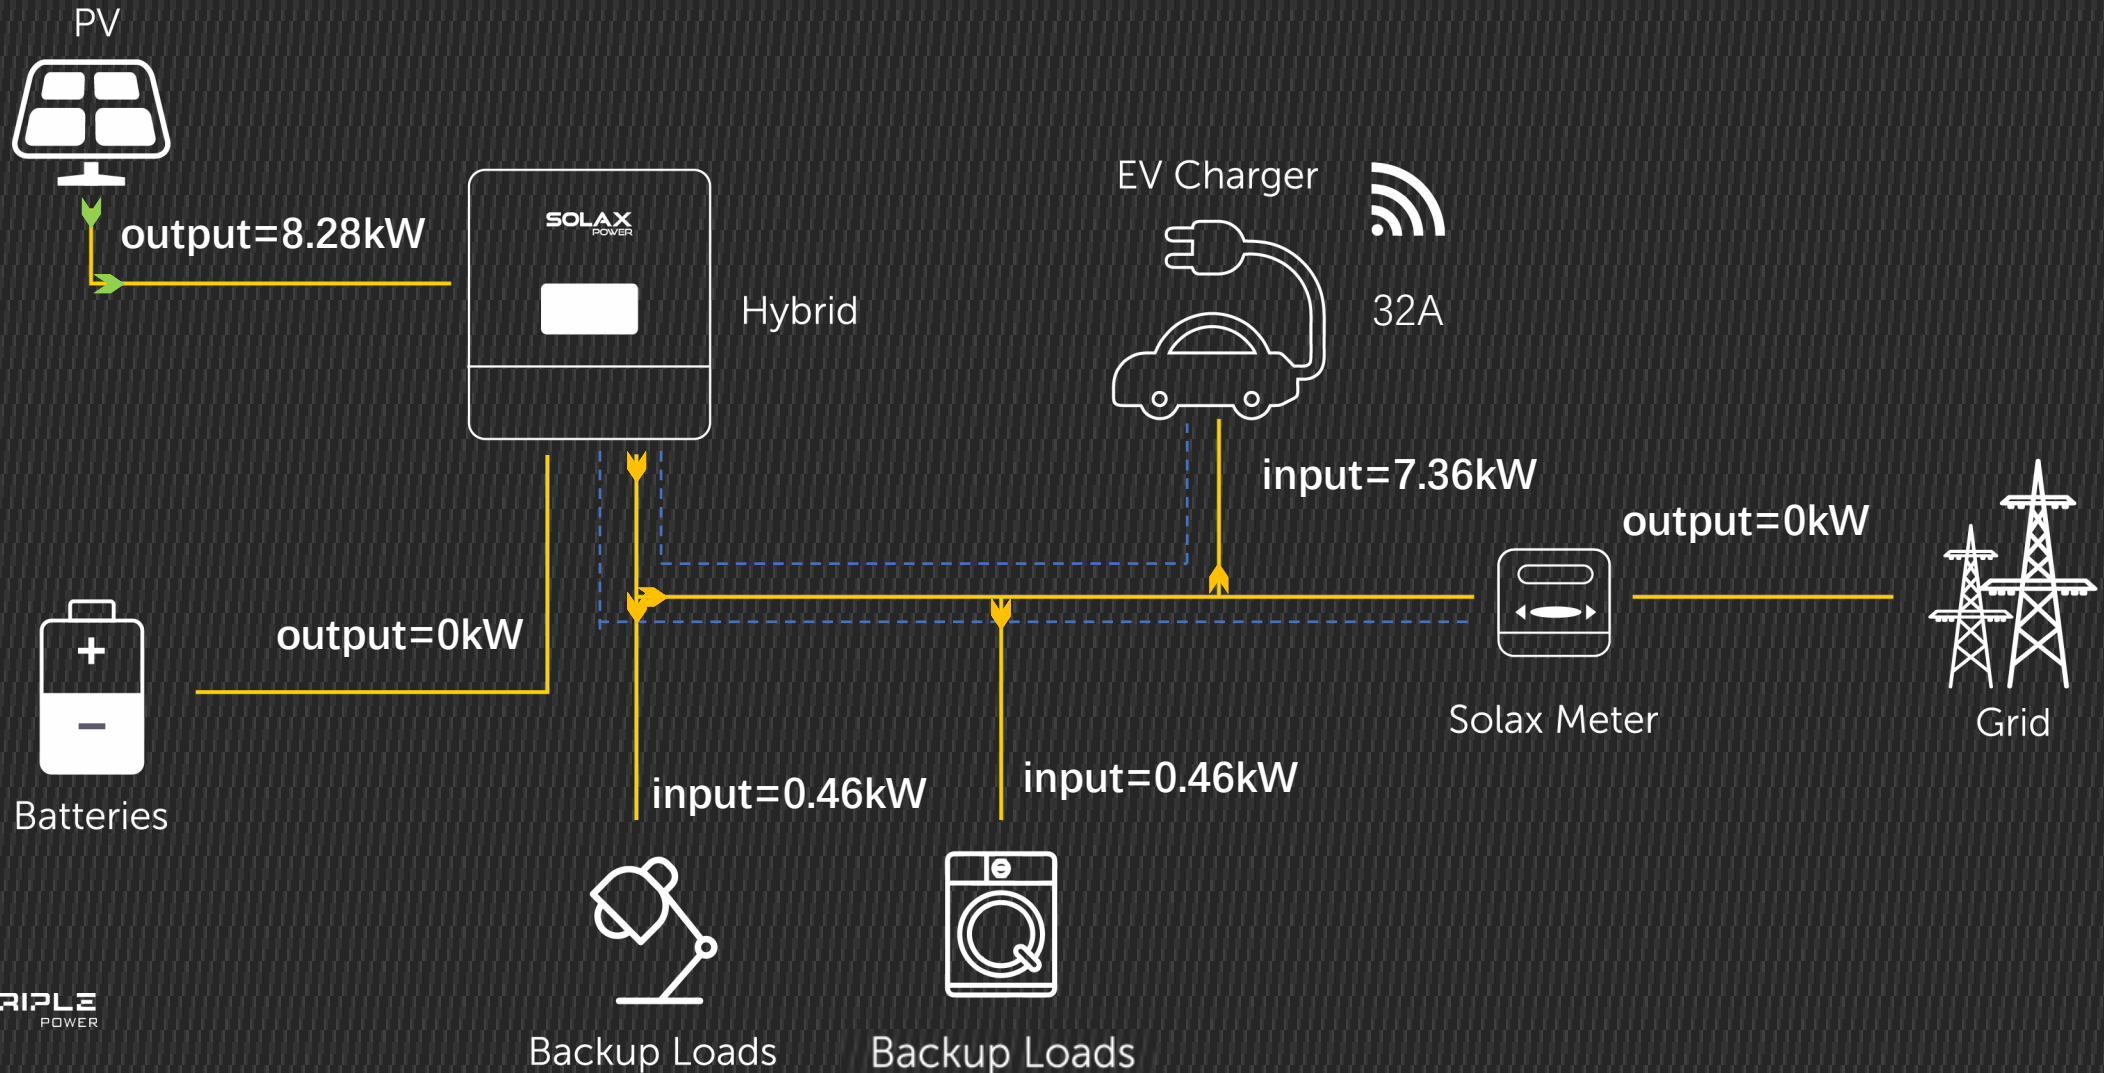 PV
output=8.28kW
SOLAX
POWER
Hybrid
EV Charger
32A
input=7.36kW
output=0kW
output=0kW
Solax Meter
Grid
Batteries
input=0.46kW
input=0.46kW
RIPLE
POWER
Backup Loads
Backup Loads